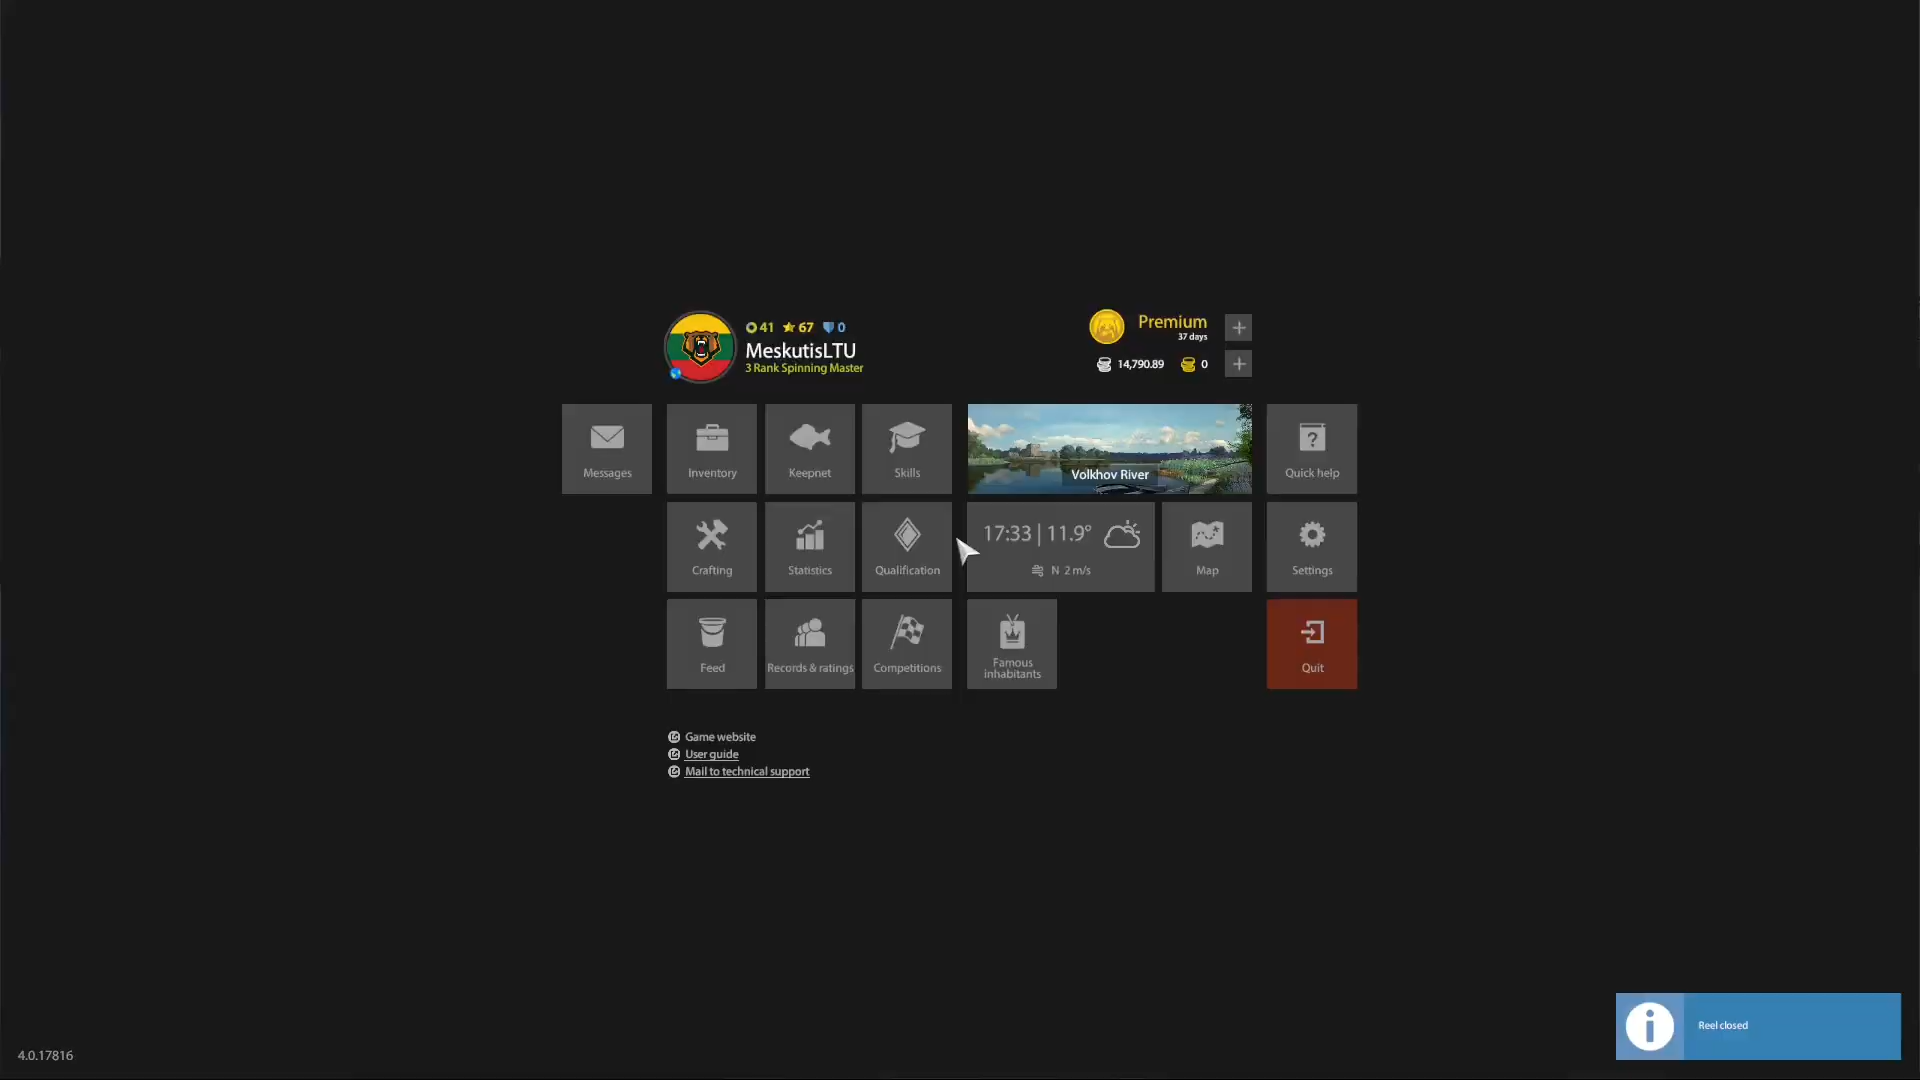 41 67 0
MeskutisLTU
3 Rank Spinning Master
Premium
37 days
14,790.89 0
Messages
Inventory
Keepnet
Skills
Volkhov River
Quick help
Crafting
Statistics
Qualification
17:33 | 11.9°
N 2 m/s
Map
Settings
Feed
Records & ratings
Competitions
Famous
inhabitants
Quit
Game website
User guide
Mail to technical support
Reel closed
4.0.17816